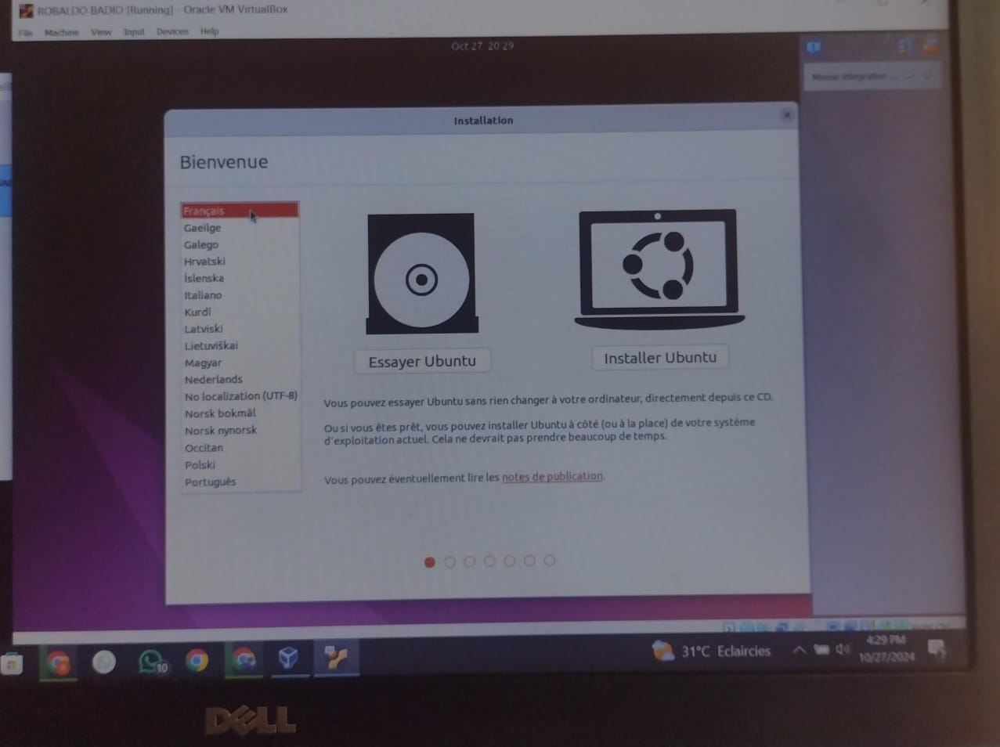 ROBALDO BADIO [Running] - Oracle VM VirtualBox
File Machine View Input Devices Help
Oct 27 20:29
Mouse integration ...
Installation
Bienvenue
Français
Gaeilge
Galego
Hrvatski
Íslenska
Italiano
Kurdî
Latviski
Lietuviškai
Magyar
Nederlands
No localization (UTF-8)
Norsk bokmål
Norsk nynorsk
Occitan
Polski
Português
Essayer Ubuntu
Installer Ubuntu
Vous pouvez essayer Ubuntu sans rien changer à votre ordinateur, directement depuis ce CD.
Ou si vous êtes prêt, vous pouvez installer Ubuntu à côté (ou à la place) de votre système
d'exploitation actuel. Cela ne devrait pas prendre beaucoup de temps.
Vous pouvez éventuellement lire les notes de publication.
10
31°C Eclaircies
4:29 PM
10/27/2024
DELL